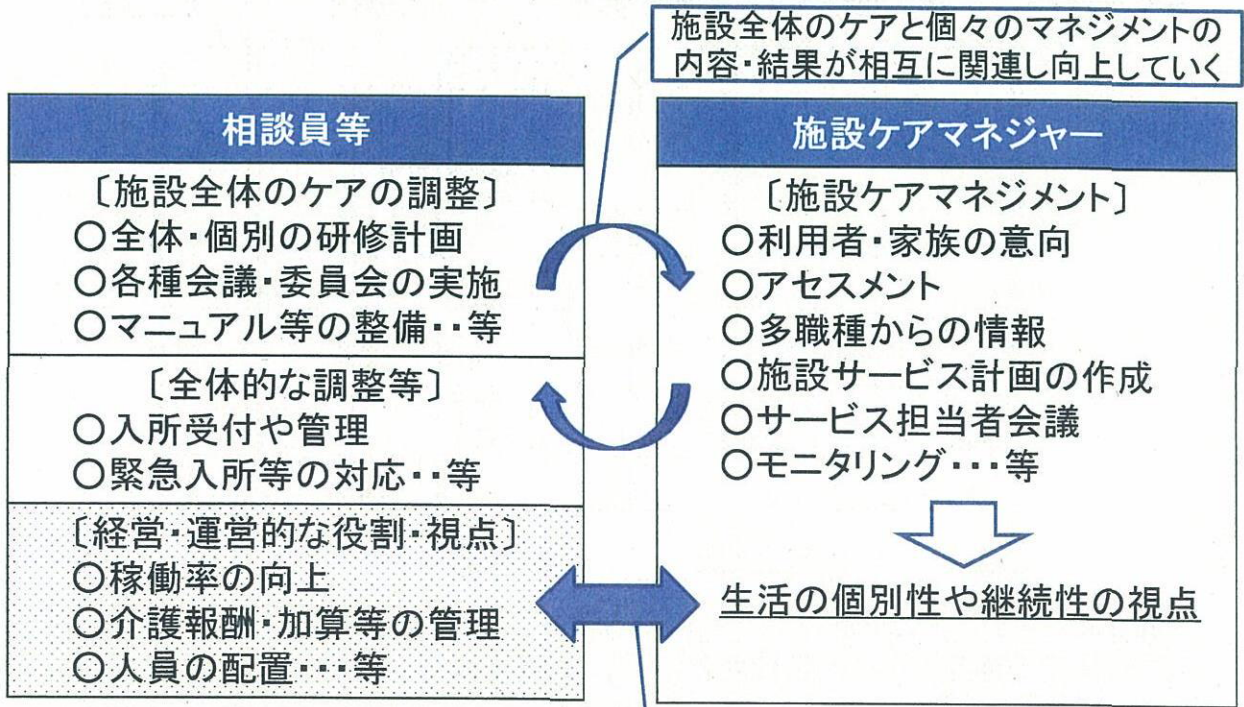 施設全体のケアと個々のマネジメントの
内容・結果が相互に関連し向上していく
相談員等
〔施設全体のケアの調整〕
○全体・個別の研修計画
○各種会議・委員会の実施
○マニュアル等の整備・・等
〔全体的な調整等〕
○入所受付や管理
○緊急入所等の対応・・等
〔経営・運営的な役割・視点〕
○稼働率の向上
○介護報酬・加算等の管理
○人員の配置・・・等
施設ケアマネジャー
〔施設ケアマネジメント〕
○利用者・家族の意向
○アセスメント
○多職種からの情報
○施設サービス計画の作成
○サービス担当者会議
○モニタリング・・・等
生活の個別性や継続性の視点